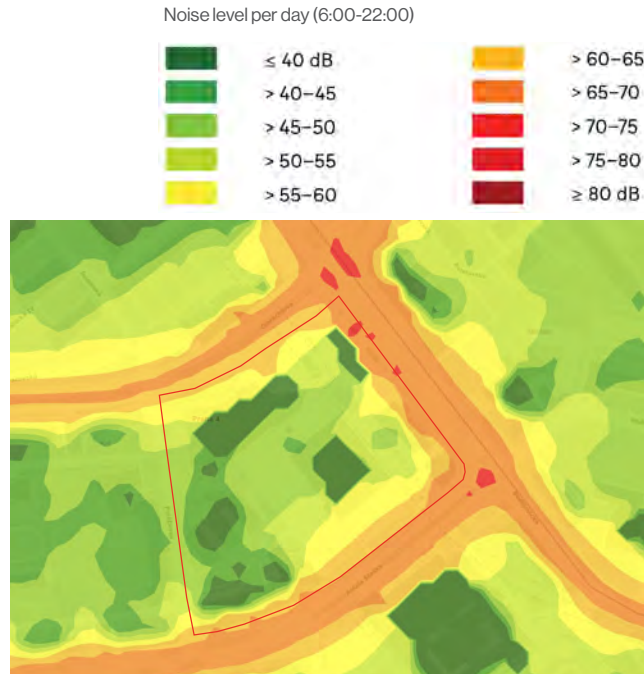 Noise level per day (6:00-22:00)
≤ 40 dB
> 40–45
> 45–50
> 50–55
> 55–60
> 60–65
> 65–70
> 70–75
> 75–80
≥ 80 dB